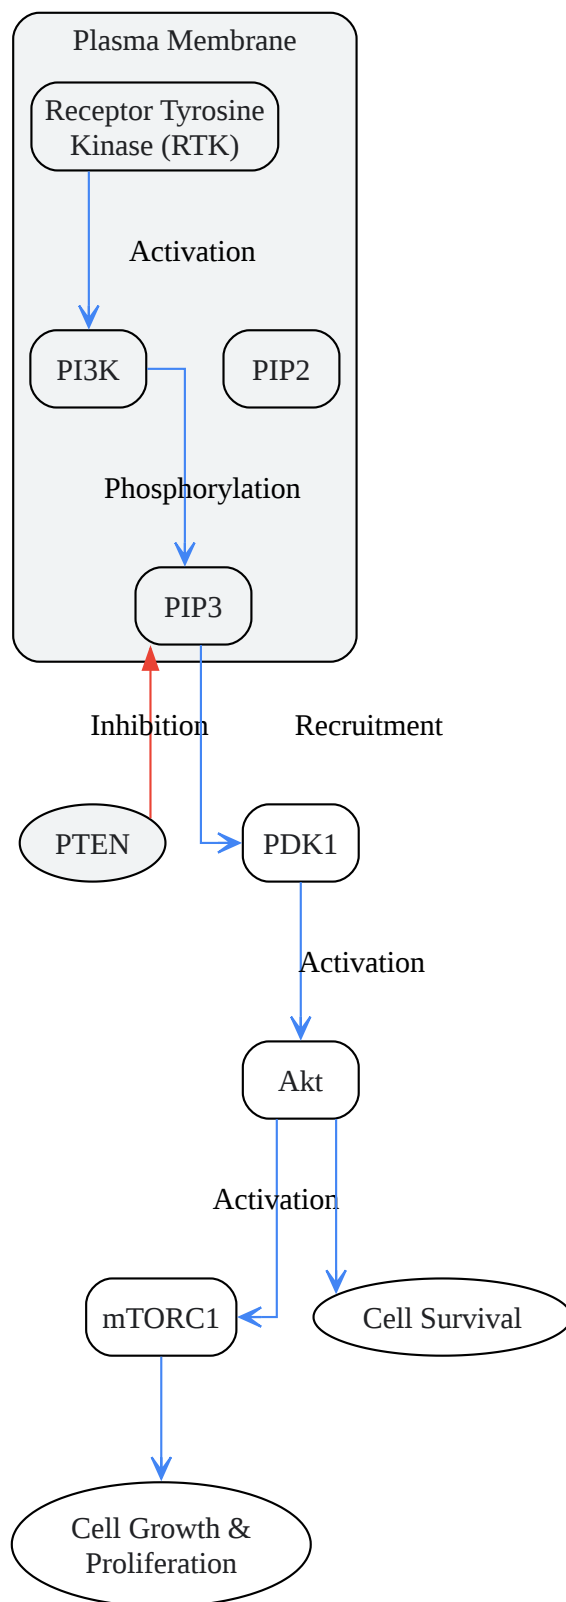 Plasma Membrane
Receptor Tyrosine
Kinase (RTK)
Activation
PI3K
PIP2
Phosphorylation
PIP3
Inhibition
Recruitment
PTEN
PDK1
Activation
Akt
Activation
mTORC1
Cell Survival
Cell Growth &
Proliferation